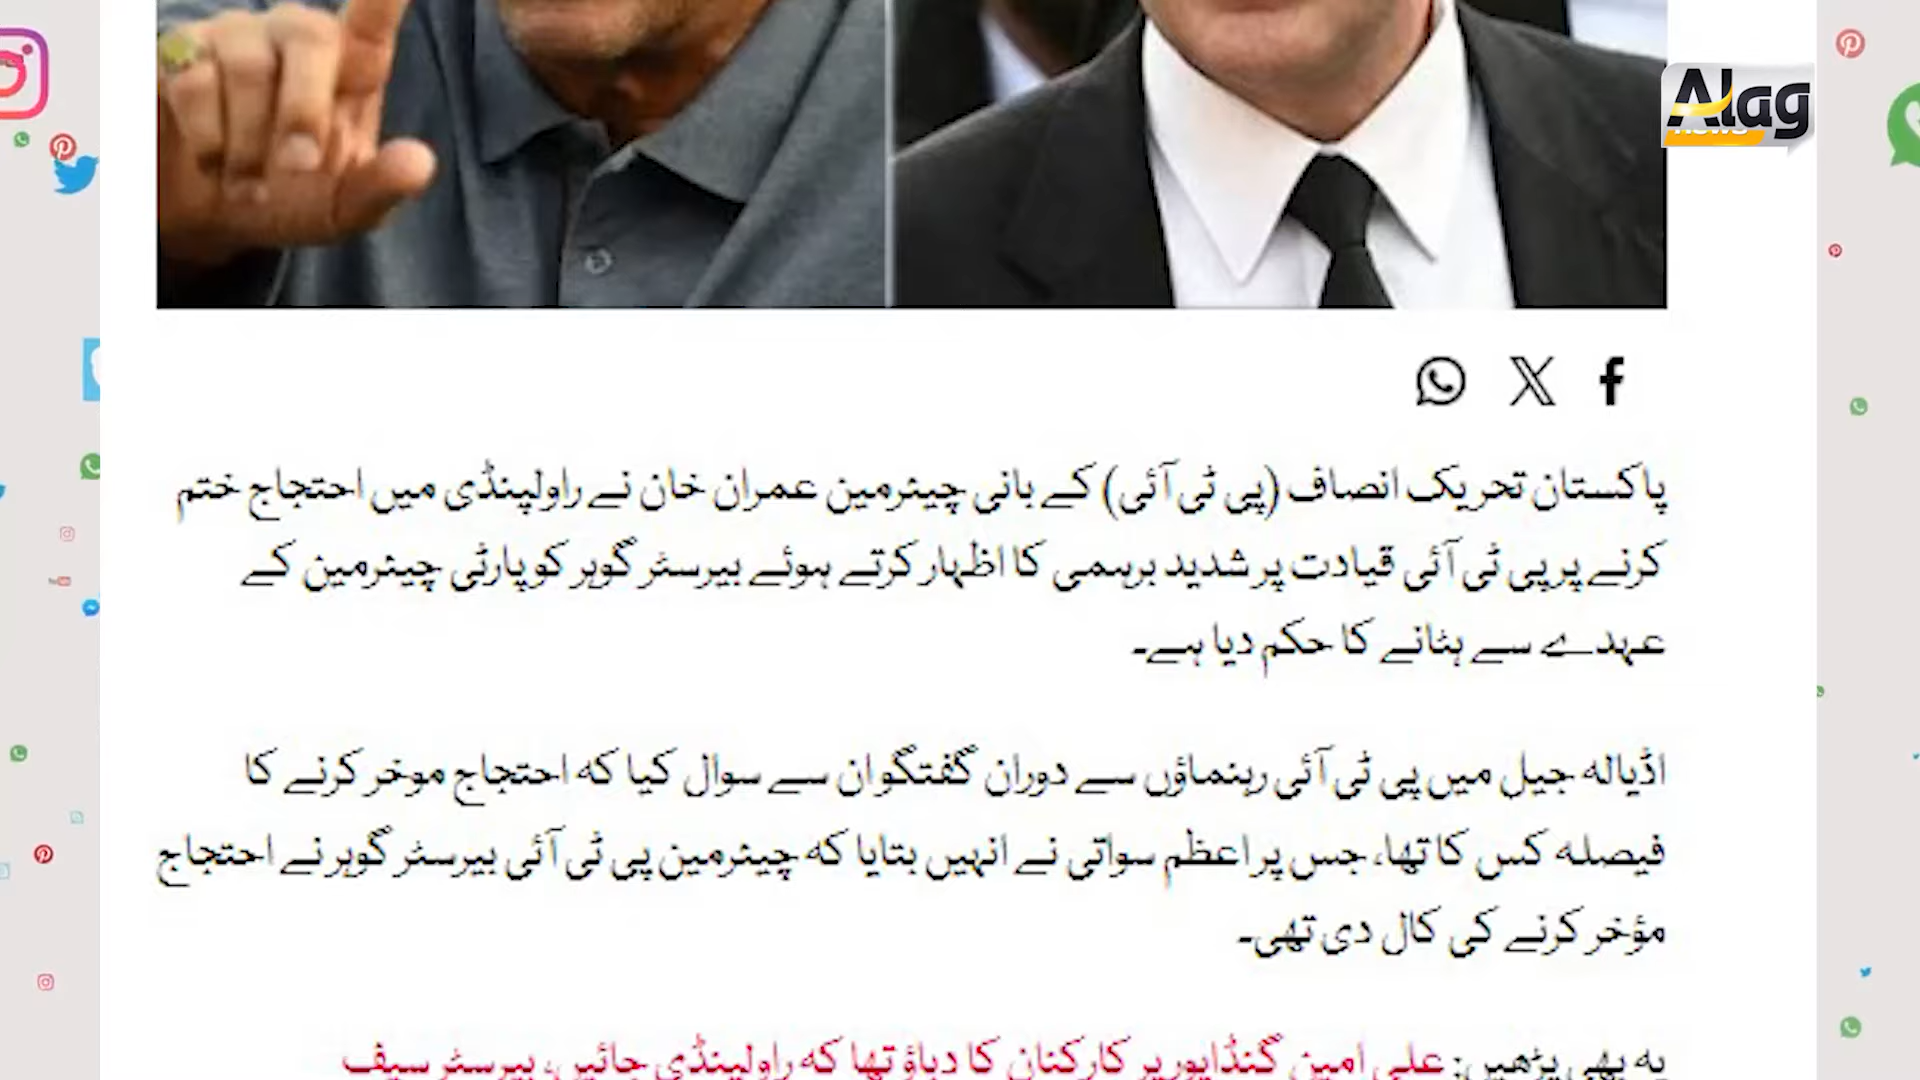 Alag
news
پاکستان تحریک انصاف (پی ٹی آئی) کے بانی چیئرمین عمران خان نے راولپنڈی میں احتجاج ختم
کرنے پر پی ٹی آئی قیادت پر شدید برہمی کا اظہار کرتے ہوئے بیرسٹر گوہر کو پارٹی چیئرمین کے
عہدے سے ہٹانے کا حکم دیا ہے۔
اڈیالہ جیل میں پی ٹی آئی رہنماؤں سے دوران گفتگو ان سے سوال کیا کہ احتجاج موخر کرنے کا
فیصلہ کس کا تھا، جس پر اعظم سواتی نے انہیں بتایا کہ چیئرمین پی ٹی آئی بیرسٹر گوہر نے احتجاج
مؤخر کرنے کی کال دی تھی۔
یہ بھی پڑھیں: علی امین گنڈاپور پر کارکنان کا دباؤ تھا کہ راولپنڈی جائیں، بیرسٹر سیف